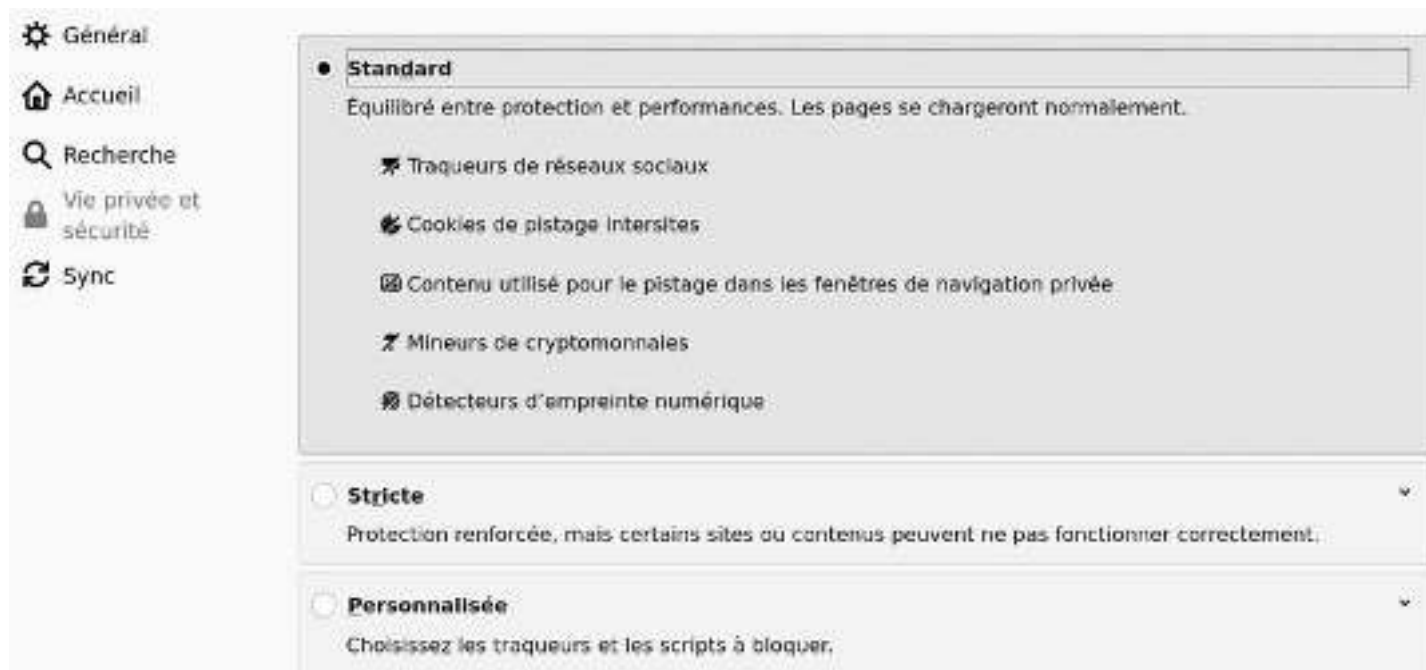 Général
Accueil
Recherche
Vie privée et
sécurité
Sync
Standard
Équilibré entre protection et performances. Les pages se chargeront normalement.
Traqueurs de réseaux sociaux
Cookies de pistage intersites
Contenu utilisé pour le pistage dans les fenêtres de navigation privée
Mineurs de cryptomonnaies
Détecteurs d’empreinte numérique
Stricte
Protection renforcée, mais certains sites ou contenus peuvent ne pas fonctionner correctement.
Personnalisée
Choisissez les traqueurs et les scripts à bloquer.